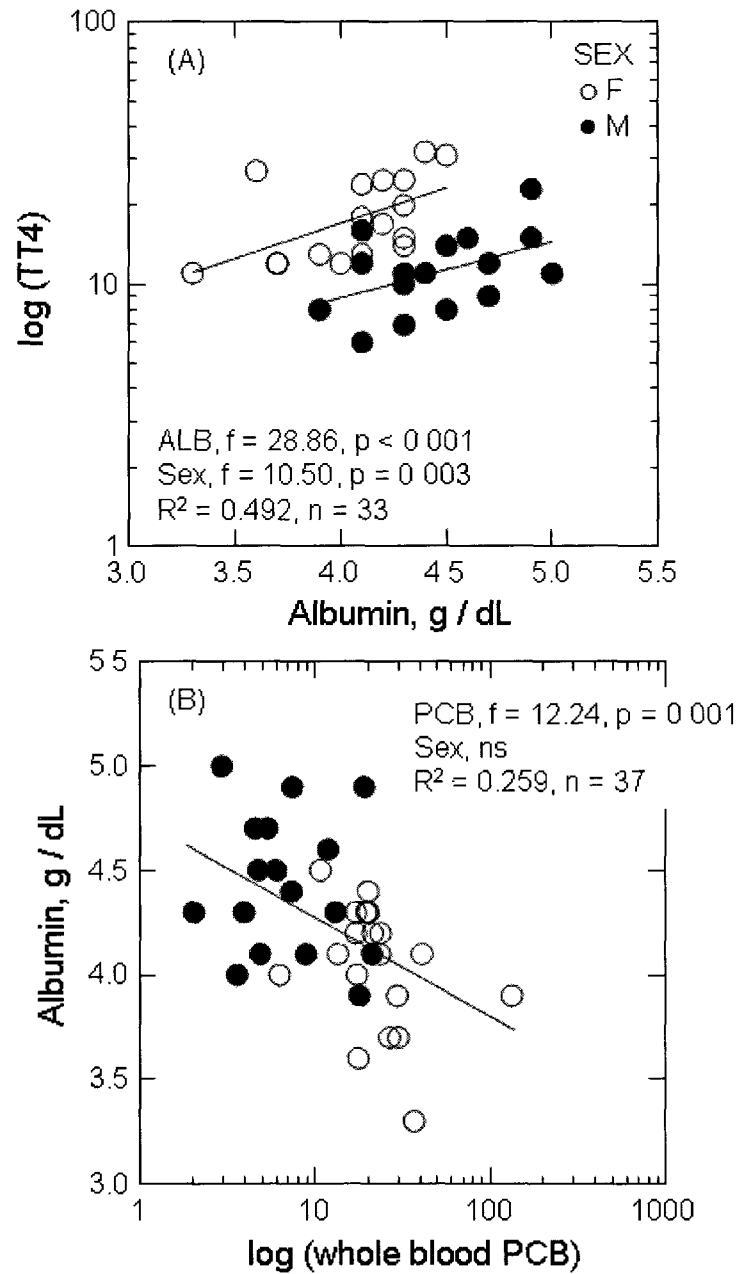 100
(A)
SEX
F
M
log (TT4)
10
ALB, f = 28.86, p < 0 001
Sex, f = 10.50, p = 0 003
R² = 0.492, n = 33
1
3.0 3.5 4.0 4 5 5.0 5.5
Albumin, g / dL
5 5
(B)
PCB, f = 12.24, p = 0 001
Sex, ns
R² = 0.259, n = 37
5.0
4.5
Albumin, g / dL
4.0
3.5
3.0
1 10 100 1000
log (whole blood PCB)